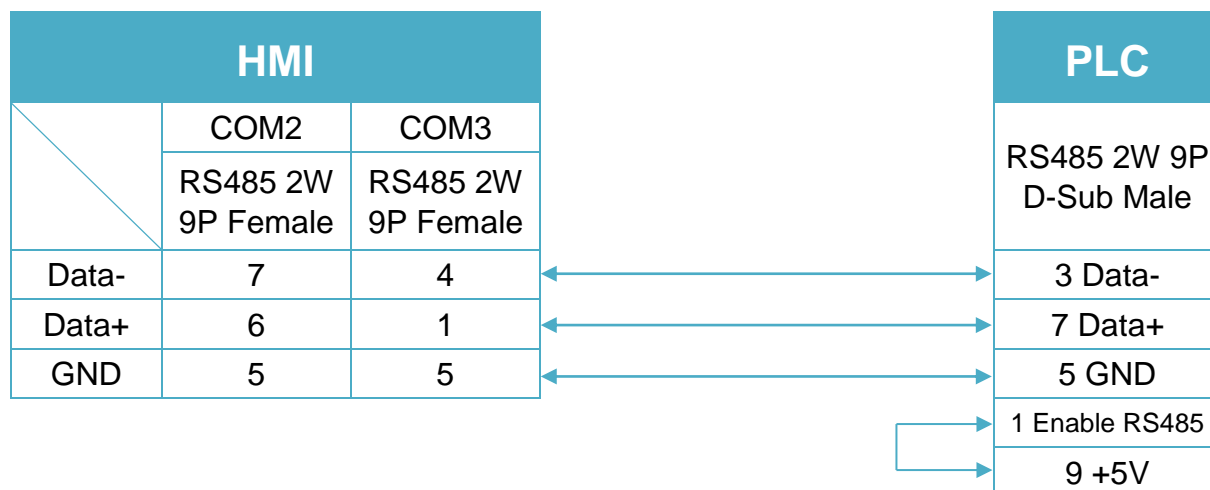 HMI
PLC
COM2
COM3
RS485 2W
9P Female
RS485 2W
9P Female
RS485 2W 9P
D-Sub Male
Data-
7
4
3 Data-
Data+
6
1
7 Data+
GND
5
5
5 GND
1 Enable RS485
9 +5V